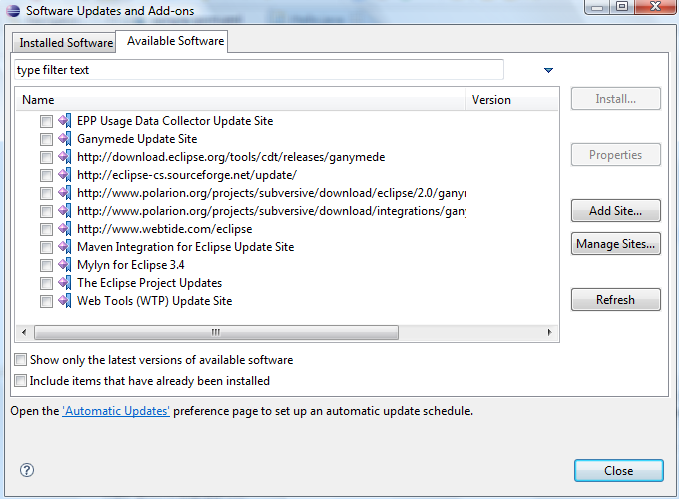 Software Updates and Add-ons
Installed Software Available Software
type filter text
Name Version
EPP Usage Data Collector Update Site
Ganymede Update Site
http://download.eclipse.org/tools/cdt/releases/ganymede
http://eclipse-cs.sourceforge.net/update/
http://www.polarion.org/projects/subversive/download/eclipse/2.0/ganym
http://www.polarion.org/projects/subversive/download/integrations/gany
http://www.webtide.com/eclipse
Maven Integration for Eclipse Update Site
Mylyn for Eclipse 3.4
The Eclipse Project Updates
Web Tools (WTP) Update Site
Install...
Properties
Add Site...
Manage Sites...
Refresh
Show only the latest versions of available software
Include items that have already been installed
Open the 'Automatic Updates' preference page to set up an automatic update schedule.
Close